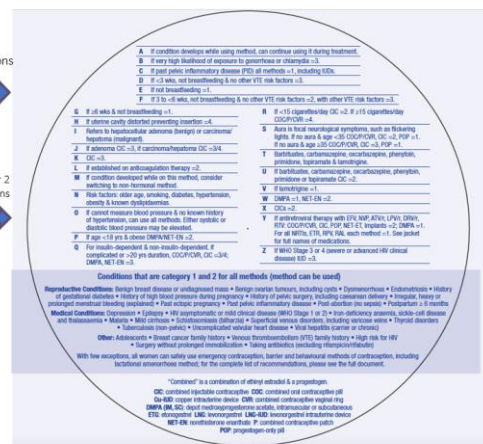 ons
r 2
ns
A If condition develops while using method, can continue using it during treatment.
B If very high likelihood of exposure to gonorrhoea or chlamydia =3.
C If past pelvic inflammatory disease (PID) all methods =1, including IUDs.
D If <3 wks, not breastfeeding & no other VTE risk factors =3.
E If not breastfeeding =1.
F If 3 to <6 wks, not breastfeeding & no other VTE risk factors =2, with other VTE risk factors =3.
G If ≥6 wks & not breastfeeding =1.
H If uterine cavity distorted preventing insertion =4.
I Refers to hepatocellular adenoma (benign) or carcinoma/
hepatoma (malignant).
J If adenoma CIC =3, if carcinoma/hepatoma CIC =3/4.
K CIC =3.
L If established on anticoagulation therapy =2.
M If condition developed while on this method, consider
switching to non-hormonal method.
N Risk factors: older age, smoking, diabetes, hypertension,
obesity & known dyslipidaemias.
O If cannot measure blood pressure & no known history
of hypertension, can use all methods. Either systolic or
diastolic blood pressure may be elevated.
P If age <18 yrs & obese DMPA/NET-EN =2.
Q For insulin-dependent & non-insulin-dependent. If
complicated or >20 yrs duration, COC/P/CVR, CIC =3/4;
DMPA, NET-EN =3.
R If <15 cigarettes/day CIC =2. If ≥15 cigarettes/day
COC/P/CVR =4.
S Aura is focal neurological symptoms, such as flickering
lights. If no aura & age <35 COC/P/CVR, CIC =2, POP =1.
If no aura & age ≥35 COC/P/CVR, CIC =3, POP =1.
T Barbiturates, carbamazepine, oxcarbazepine, phenytoin,
primidone, topiramate & lamotrigine.
U If barbiturates, carbamazepine, oxcarbazepine, phenytoin,
primidone or topiramate CIC =2.
V If lamotrigine =1.
W DMPA =1, NET-EN =2.
X CICs =2.
Y If antiretroviral therapy with EFV, NVP, ATV/r, LPV/r, DRV/r,
RTV: COC/P/CVR, CIC, POP, NET-ET, Implants =2; DMPA =1.
For all NRTIs, ETR, RPV, RAL each method =1. See jacket
for full names of medications.
Z If WHO Stage 3 or 4 (severe or advanced HIV clinical
disease) IUD =3.
Conditions that are category 1 and 2 for all methods (method can be used)
Reproductive Conditions: Benign breast disease or undiagnosed mass • Benign ovarian tumours, including cysts • Dysmenorrhoea • Endometriosis • History
of gestational diabetes • History of high blood pressure during pregnancy • History of pelvic surgery, including caesarean delivery • Irregular, heavy or
prolonged menstrual bleeding (explained) • Past ectopic pregnancy • Past pelvic inflammatory disease • Post-abortion (no sepsis) • Postpartum ≥ 6 months
Medical Conditions: Depression • Epilepsy • HIV asymptomatic or mild clinical disease (WHO Stage 1 or 2) • Iron-deficiency anaemia, sickle-cell disease
and thalassaemia • Malaria • Mild cirrhosis • Schistosomiasis (bilharzia) • Superficial venous disorders, including varicose veins • Thyroid disorders
• Tuberculosis (non-pelvic) • Uncomplicated valvular heart disease • Viral hepatitis (carrier or chronic)
Other: Adolescents • Breast cancer family history • Venous thromboembolism (VTE) family history • High risk for HIV
• Surgery without prolonged immobilization • Taking antibiotics (excluding rifampicin/rifabutin)
With few exceptions, all women can safely use emergency contraception, barrier and behavioural methods of contraception, including
lactational amenorrhoea method; for the complete list of recommendations, please see the full document.
"Combined" is a combination of ethinyl estradiol & a progestogen.
CIC: combined injectable contraceptive COC: combined oral contraceptive pill
Cu-IUD: copper intrauterine device CVR: combined contraceptive vaginal ring
DMPA (IM, SC): depot medroxyprogesterone acetate, intramuscular or subcutaneous
ETG: etonogestrel LNG: levonorgestrel LNG-IUD: levonorgestrel intrauterine device
NET-EN: norethisterone enanthate P: combined contraceptive patch
POP: progestogen-only pill